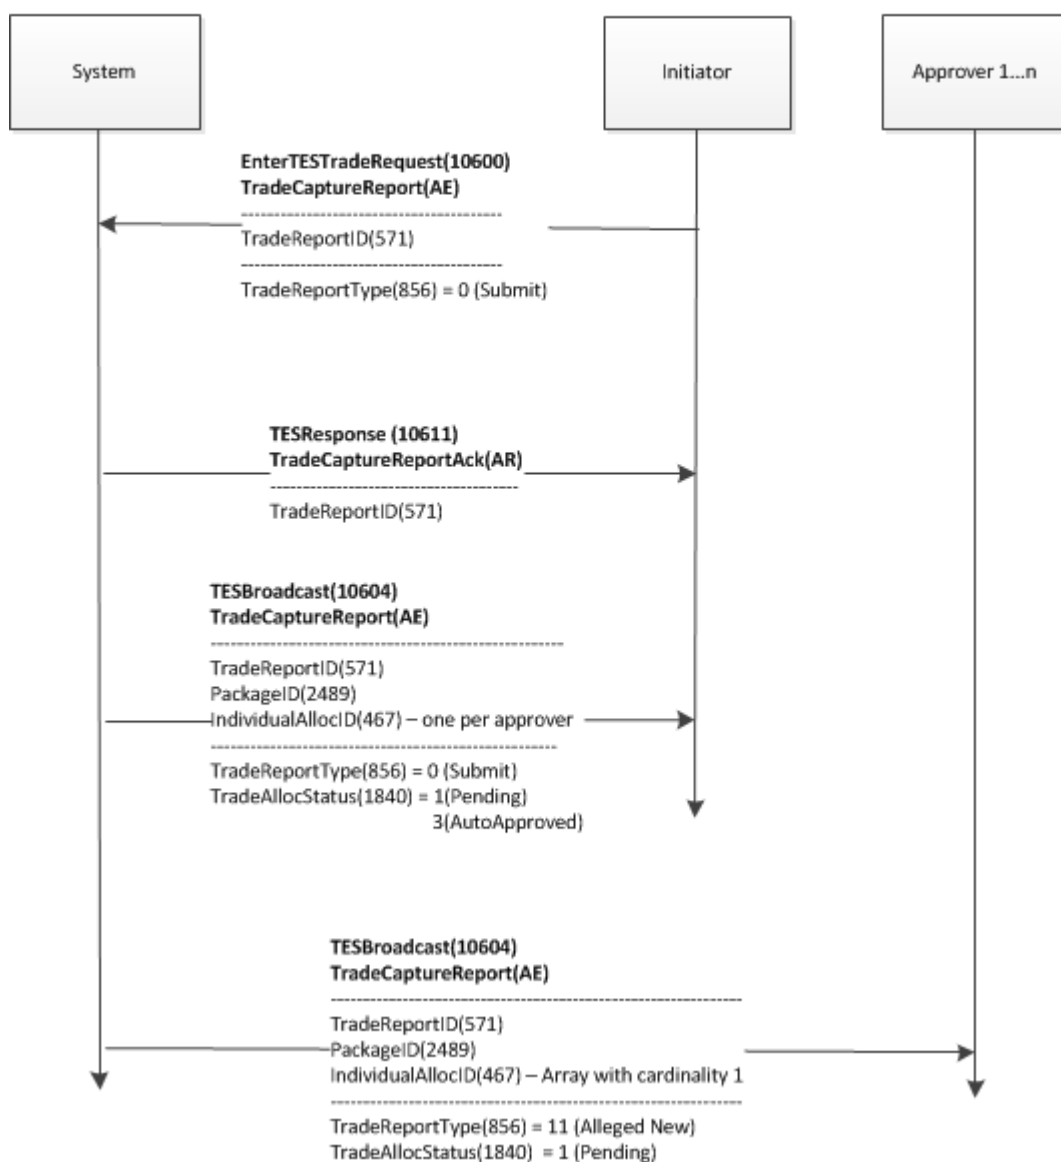 System
Initiator
Approver 1...n
EnterTESTradeRequest(10600)
TradeCaptureReport(AE)
TradeReportID(571)
TradeReportType(856) = 0 (Submit)
TESResponse (10611)
TradeCaptureReportAck(AR)
TradeReportID(571)
TESBroadcast(10604)
TradeCaptureReport(AE)
TradeReportID(571)
PackageID(2489)
IndividualAllocID(467) – one per approver
TradeReportType(856) = 0 (Submit)
TradeAllocStatus(1840) = 1(Pending)
3(AutoApproved)
TESBroadcast(10604)
TradeCaptureReport(AE)
TradeReportID(571)
PackageID(2489)
IndividualAllocID(467) – Array with cardinality 1
TradeReportType(856) = 11 (Alleged New)
TradeAllocStatus(1840) = 1 (Pending)